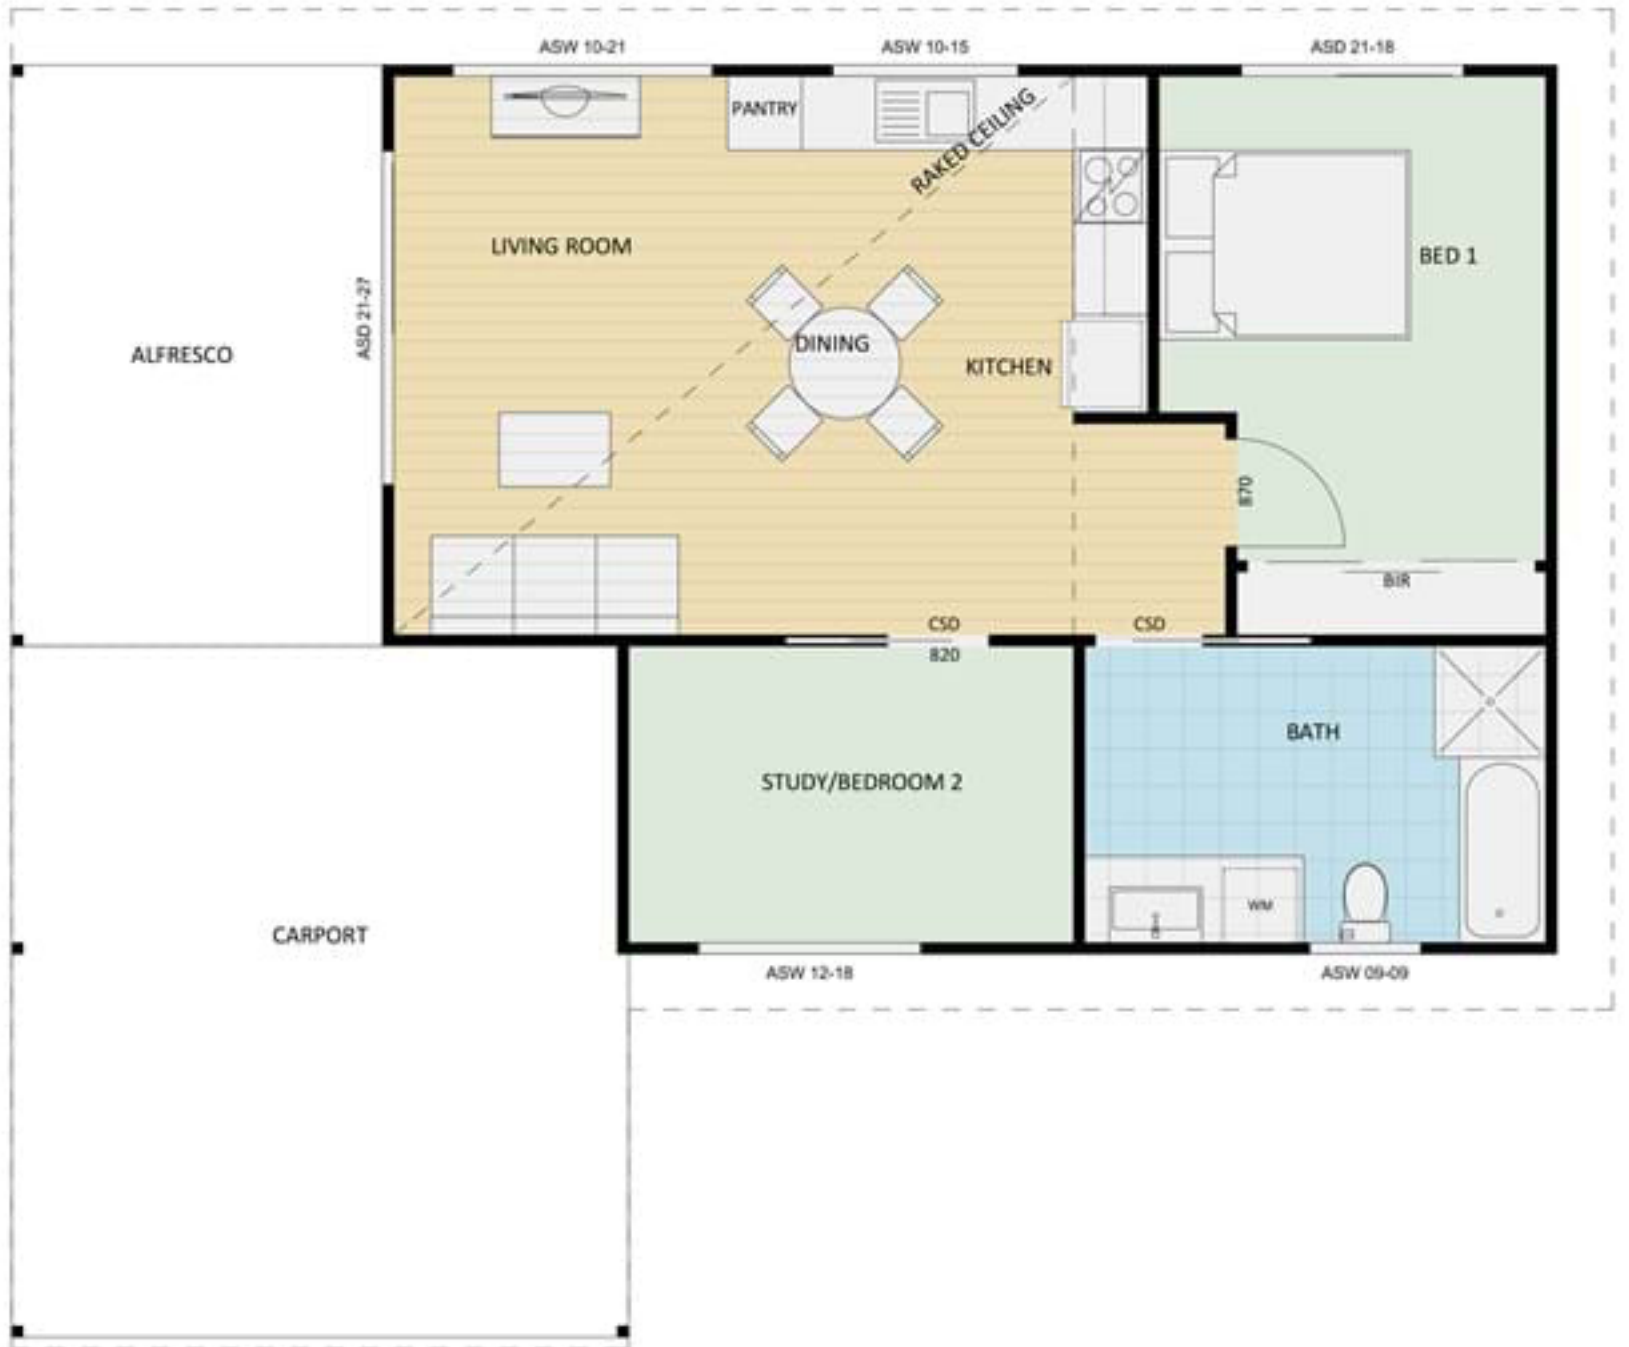 ASW 10-21
ASW 10-15
ASD 21-18
PANTRY
RAKED CEILING
LIVING ROOM
BED 1
ASD 21-27
DINING
ALFRESCO
KITCHEN
870
BIR
CSD
CSD
820
BATH
STUDY/BEDROOM 2
WM
CARPORT
ASW 12-18
ASW 09-09